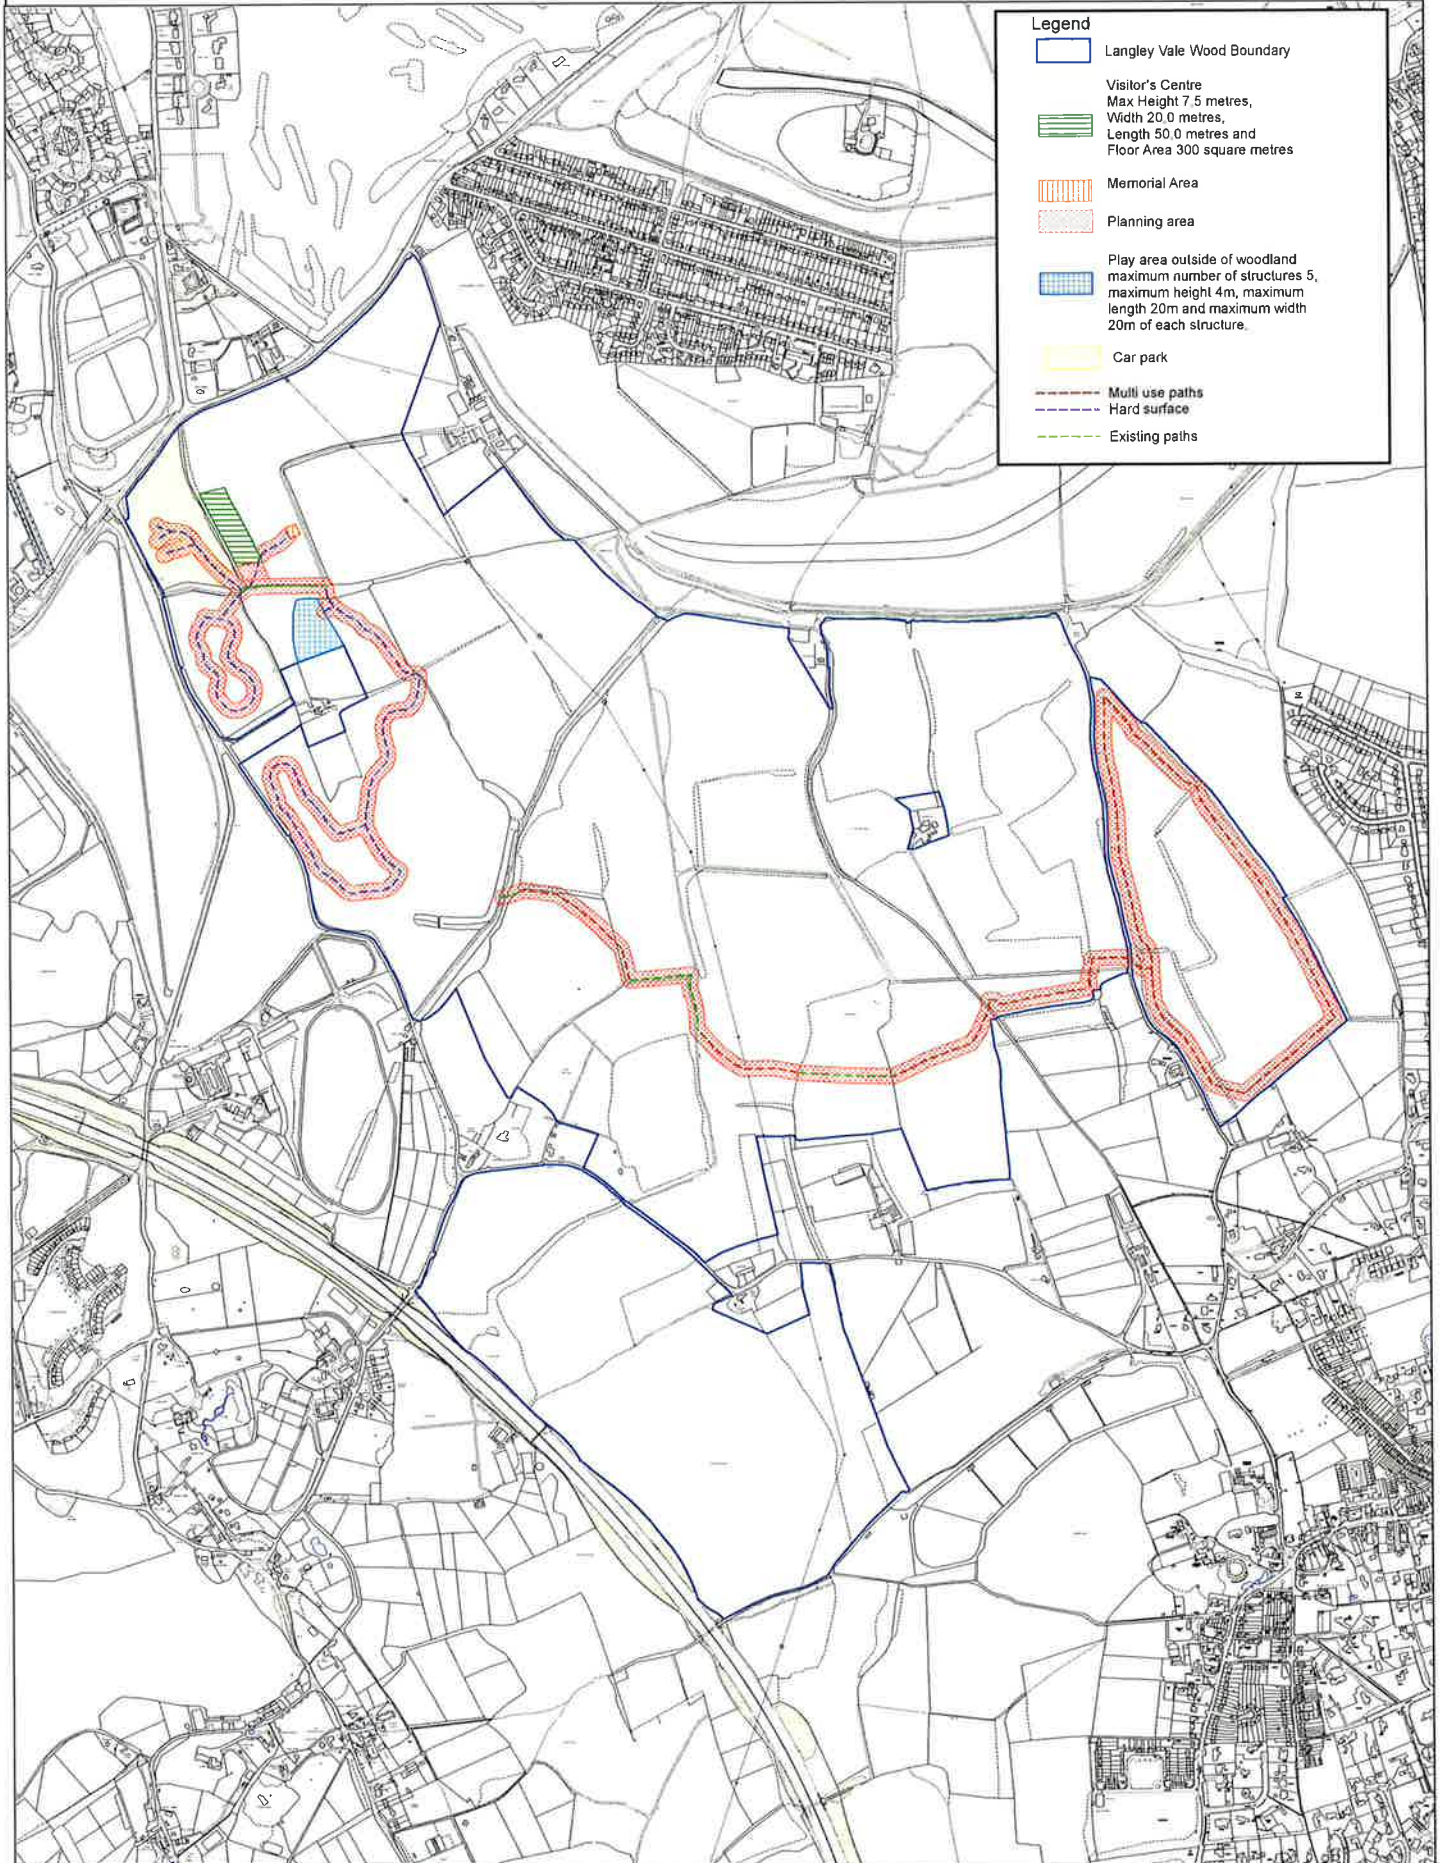 Legend
Langley Vale Wood Boundary
Visitor's Centre
Max Height 7.5 metres,
Width 20.0 metres,
Length 50.0 metres and
Floor Area 300 square metres
Memorial Area
Planning area
Play area outside of woodland
maximum number of structures 5,
maximum height 4m, maximum
length 20m and maximum width
20m of each structure.
Car park
Multi use paths
Hard surface
Existing paths